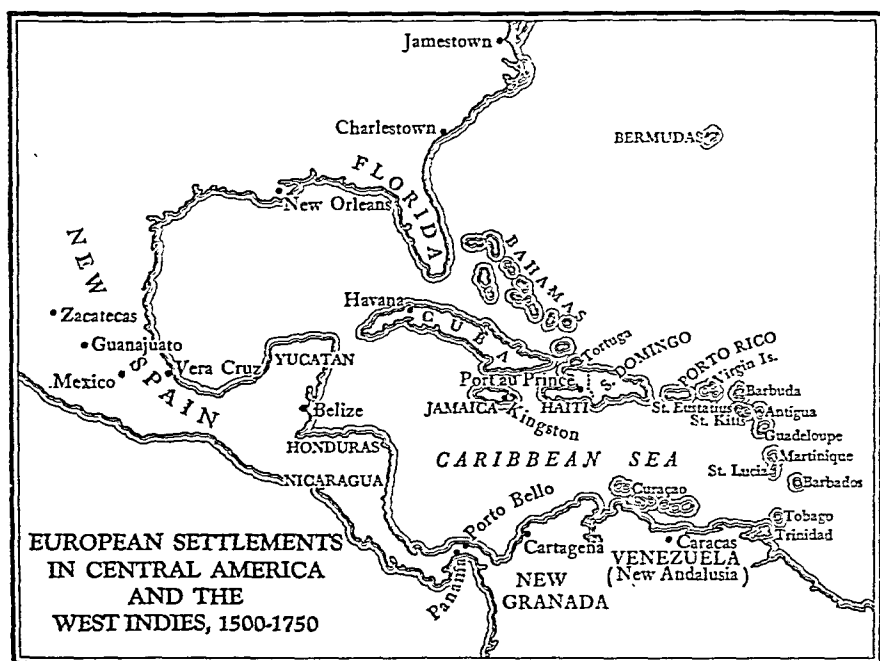 Jamestown
Charlestown
BERMUDAS
FLORIDA
New Orleans
NEW SPAIN
BAHAMAS
Havana
CUBA
Zacatecas
Guanajuato
Mexico
Vera Cruz
YUCATAN
Tortuga
S. DOMINGO
PORTO RICO
Virgin Is.
Port au Prince
HAITI
JAMAICA
Kingston
St. Eustatius
St. Kitts
Barbuda
Antigua
Guadeloupe
Belize
HONDURAS
CARIBBEAN SEA
Martinique
St. Lucia
Barbados
NICARAGUA
Curaçao
Porto Bello
Tobago
Trinidad
Cartagena
Caracas
VENEZUELA
(New Andalusia)
Panama
NEW
GRANADA
EUROPEAN SETTLEMENTS
IN CENTRAL AMERICA
AND THE
WEST INDIES, 1500-1750